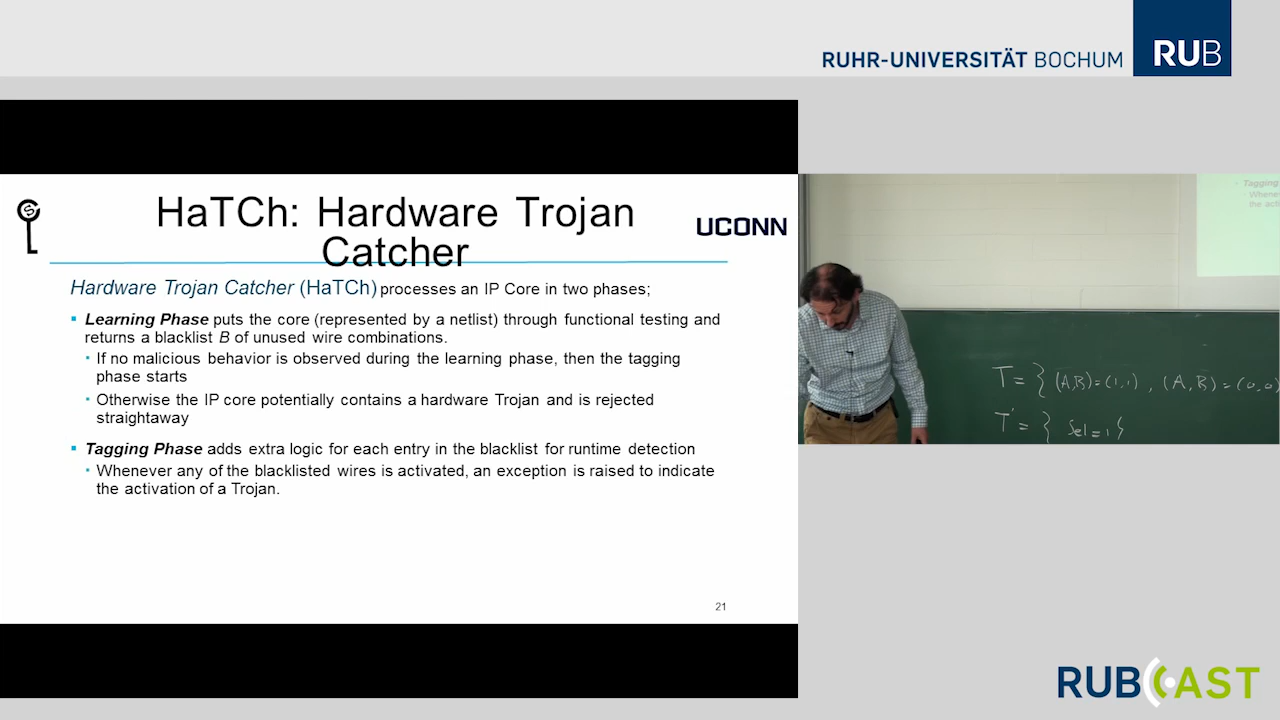 RUHR-UNIVERSITÄT BOCHUM RUB
HaTCh: Hardware Trojan
Catcher
UCONN
Hardware Trojan Catcher (HaTCh) processes an IP Core in two phases;
▪ Learning Phase puts the core (represented by a netlist) through functional testing and
returns a blacklist B of unused wire combinations.
• If no malicious behavior is observed during the learning phase, then the tagging
phase starts
• Otherwise the IP core potentially contains a hardware Trojan and is rejected
straightaway
▪ Tagging Phase adds extra logic for each entry in the blacklist for runtime detection
• Whenever any of the blacklisted wires is activated, an exception is raised to indicate
the activation of a Trojan.
21
Tagging
Whene
the acti
T = { (A,B)=(1,1) , (A,B)=(0,0)
T' = { Sel=1 }
RUBCAST